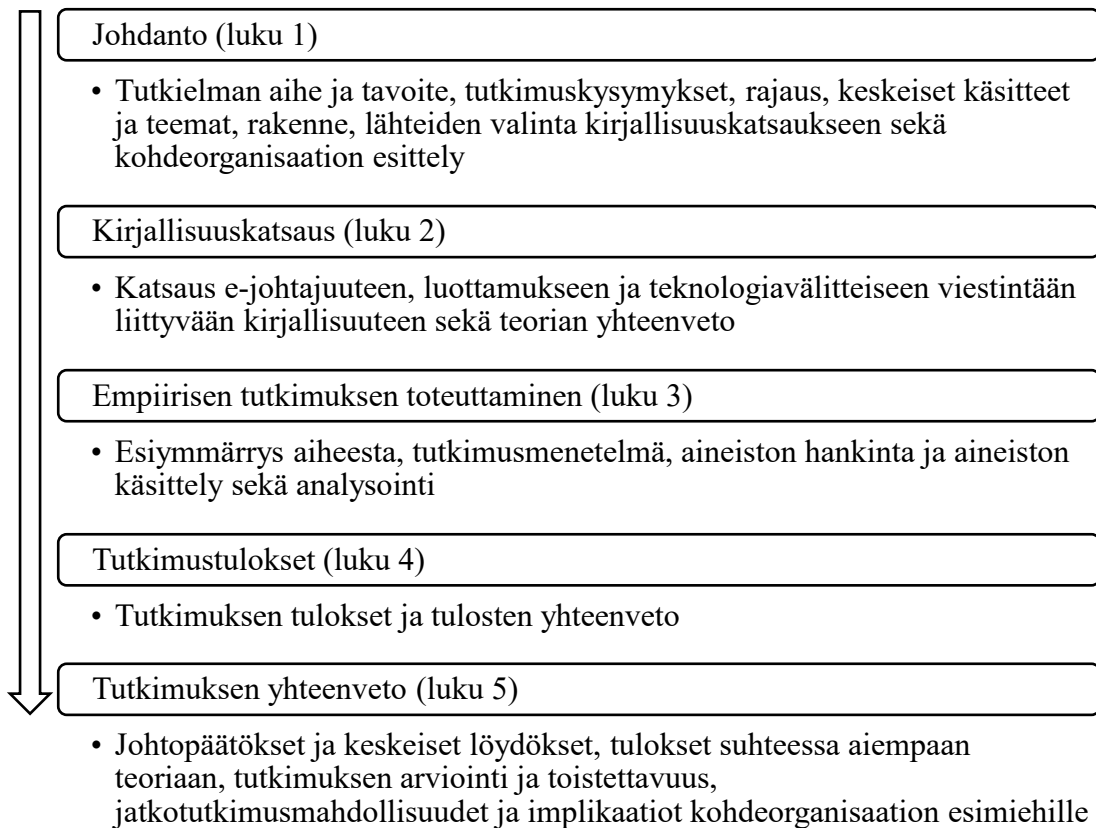 Johdanto (luku 1)
• Tutkielman aihe ja tavoite, tutkimuskysymykset, rajaus, keskeiset käsitteet
ja teemat, rakenne, lähteiden valinta kirjallisuuskatsaukseen sekä
kohdeorganisaation esittely
Kirjallisuuskatsaus (luku 2)
• Katsaus e-johtajuuteen, luottamukseen ja teknologiavälitteiseen viestintään
liittyvään kirjallisuuteen sekä teorian yhteenveto
Empiirisen tutkimuksen toteuttaminen (luku 3)
• Esiymmärrys aiheesta, tutkimusmenetelmä, aineiston hankinta ja aineiston
käsittely sekä analysointi
Tutkimustulokset (luku 4)
• Tutkimuksen tulokset ja tulosten yhteenveto
Tutkimuksen yhteenveto (luku 5)
• Johtopäätökset ja keskeiset löydökset, tulokset suhteessa aiempaan
teoriaan, tutkimuksen arviointi ja toistettavuus,
jatkotutkimusmahdollisuudet ja implikaatiot kohdeorganisaation esimiehille